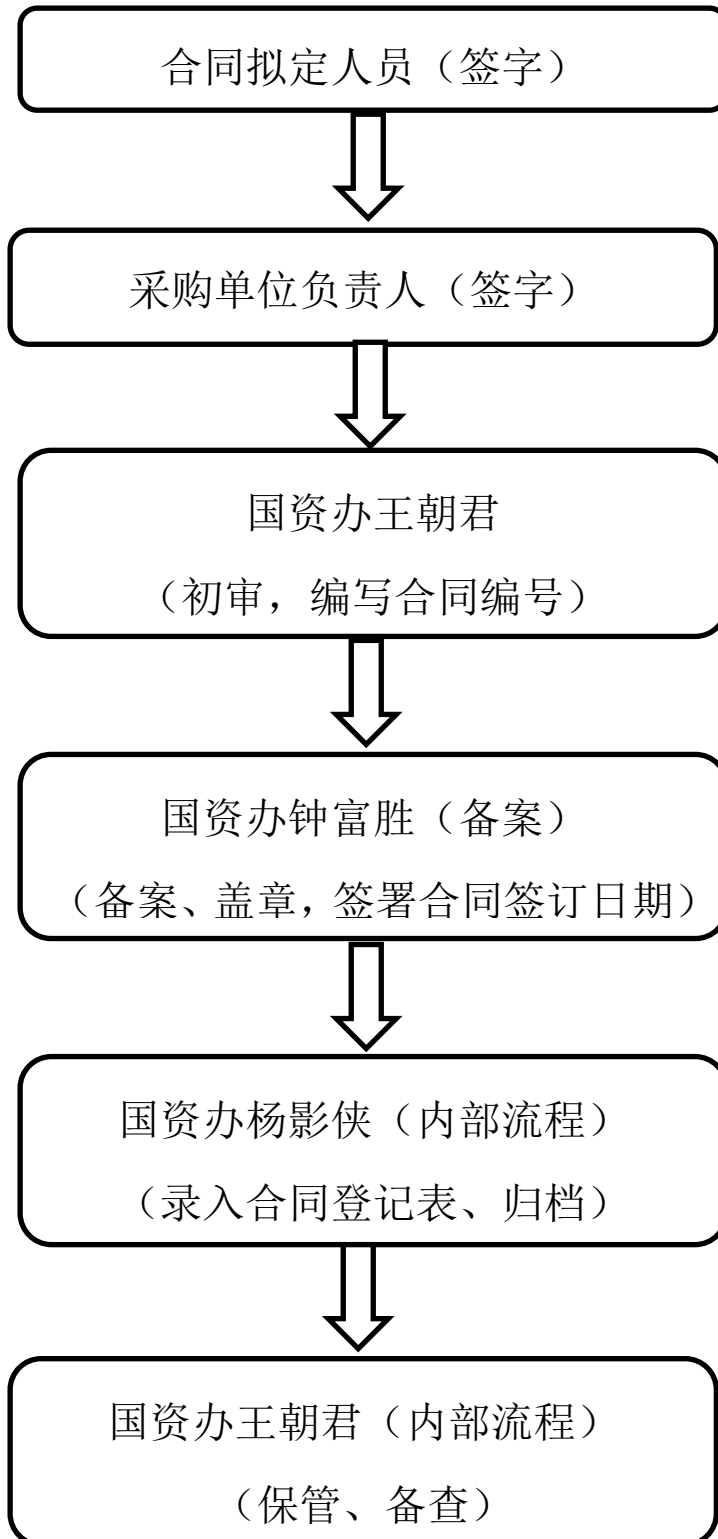 合同拟定人员（签字）
采购单位负责人（签字）
国资办王朝君
（初审，编写合同编号）
国资办钟富胜（备案）
（备案、盖章，签署合同签订日期）
国资办杨影侠（内部流程）
（录入合同登记表、归档）
国资办王朝君（内部流程）
（保管、备查）